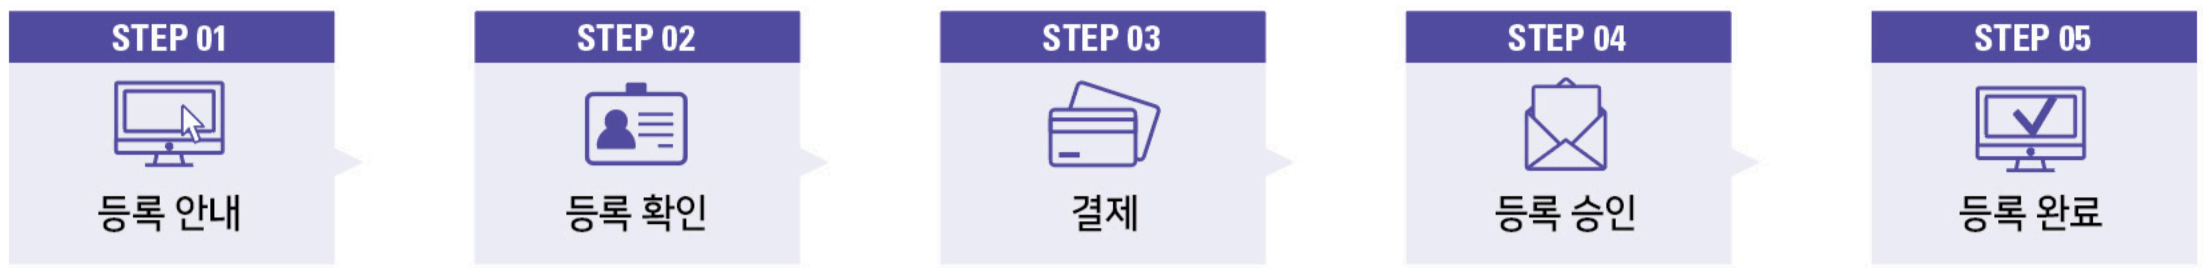 STEP 01
등록 안내
STEP 02
등록 확인
STEP 03
결제
STEP 04
등록 승인
STEP 05
등록 완료